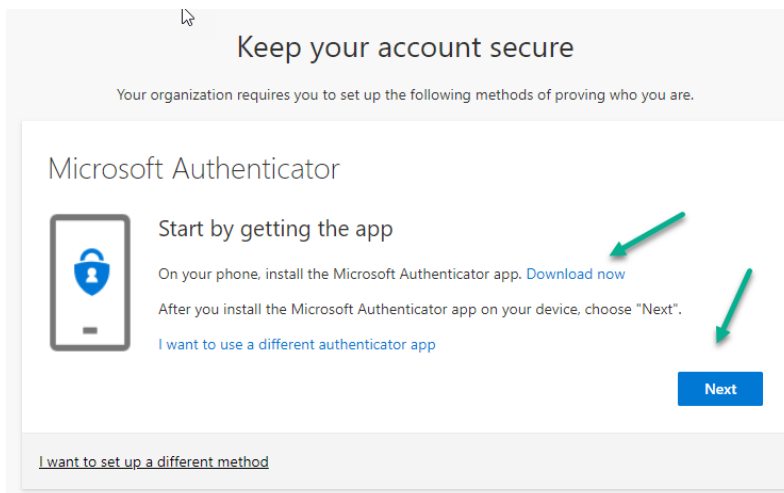 Keep your account secure
Your organization requires you to set up the following methods of proving who you are.
Microsoft Authenticator
Start by getting the app
On your phone, install the Microsoft Authenticator app. Download now
After you install the Microsoft Authenticator app on your device, choose "Next".
I want to use a different authenticator app
Next
I want to set up a different method